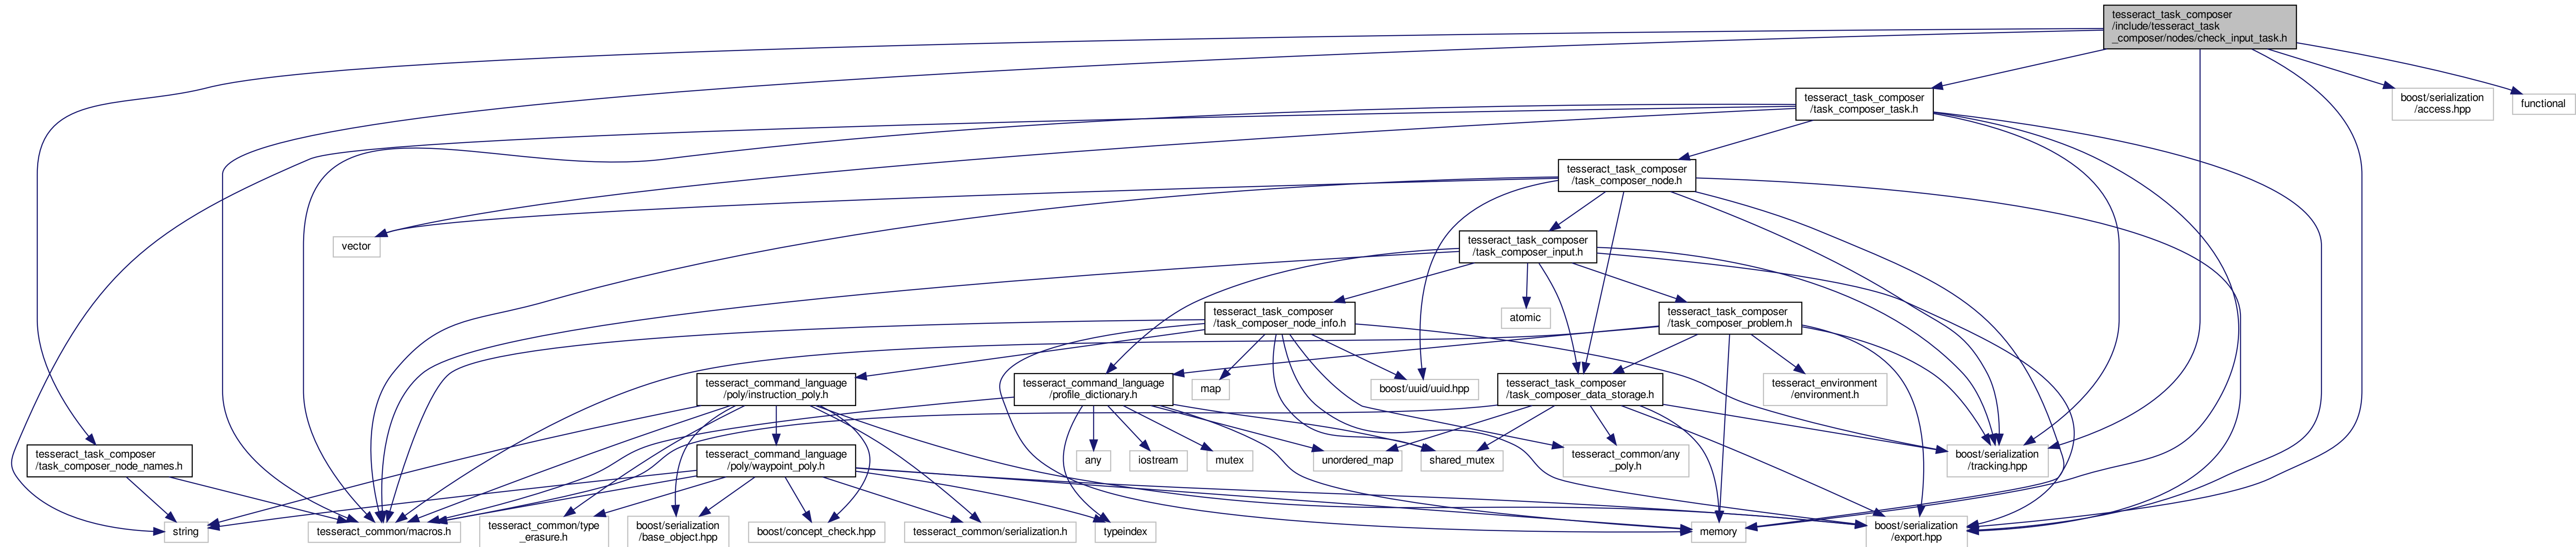 tesseract_task_composer
/include/tesseract_task
_composer/nodes/check_input_task.h
tesseract_task_composer
/task_composer_task.h
boost/serialization
/access.hpp
functional
tesseract_task_composer
/task_composer_node.h
vector
tesseract_task_composer
/task_composer_input.h
tesseract_task_composer
/task_composer_node_info.h
atomic
tesseract_task_composer
/task_composer_problem.h
tesseract_command_language
/poly/instruction_poly.h
tesseract_command_language
/profile_dictionary.h
map
boost/uuid/uuid.hpp
tesseract_task_composer
/task_composer_data_storage.h
tesseract_environment
/environment.h
tesseract_task_composer
/task_composer_node_names.h
tesseract_command_language
/poly/waypoint_poly.h
any
iostream
mutex
unordered_map
shared_mutex
tesseract_common/any
_poly.h
boost/serialization
/tracking.hpp
string
tesseract_common/macros.h
tesseract_common/type
_erasure.h
boost/serialization
/base_object.hpp
boost/concept_check.hpp
tesseract_common/serialization.h
typeindex
memory
boost/serialization
/export.hpp